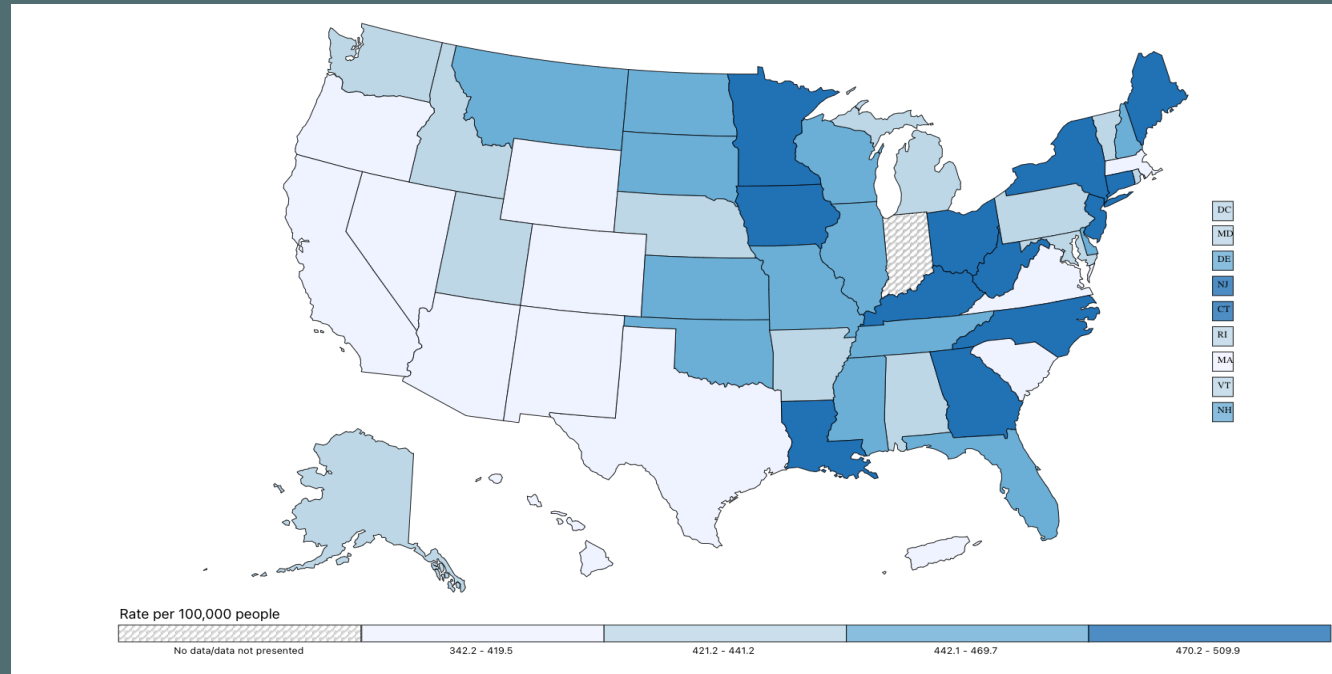 DC
MD
DE
NJ
CT
RI
MA
VT
NH
Rate per 100,000 people
No data/data not presented
342.2 - 419.5
421.2 - 441.2
442.1 - 469.7
470.2 - 509.9